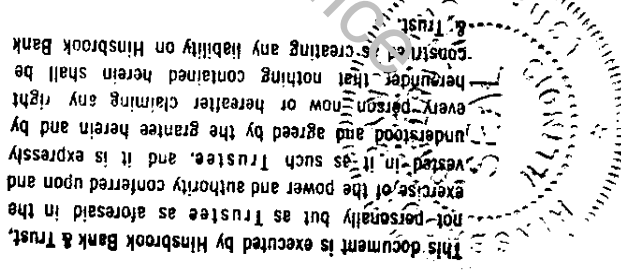 This document is executed by Hinsbrook Bank & Trust,
not personally but as Trustee as aforesaid in the
exercise of the power and authority conferred upon and
vested in it as such Trustee, and it is expressly
understood and agreed by the grantee herein and by
every person now or hereafter claiming any right
hereunder that nothing contained herein shall be
construed as creating any liability on Hinsbrook Bank
& Trust.